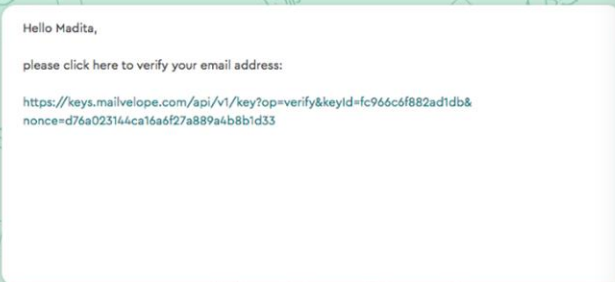 Hello Madita,
please click here to verify your email address:
https://keys.mailvelope.com/api/v1/key?op=verify&keyId=fc966c6f882ad1db&
nonce=d76a023144ca16a6f27a889a4b8b1d33